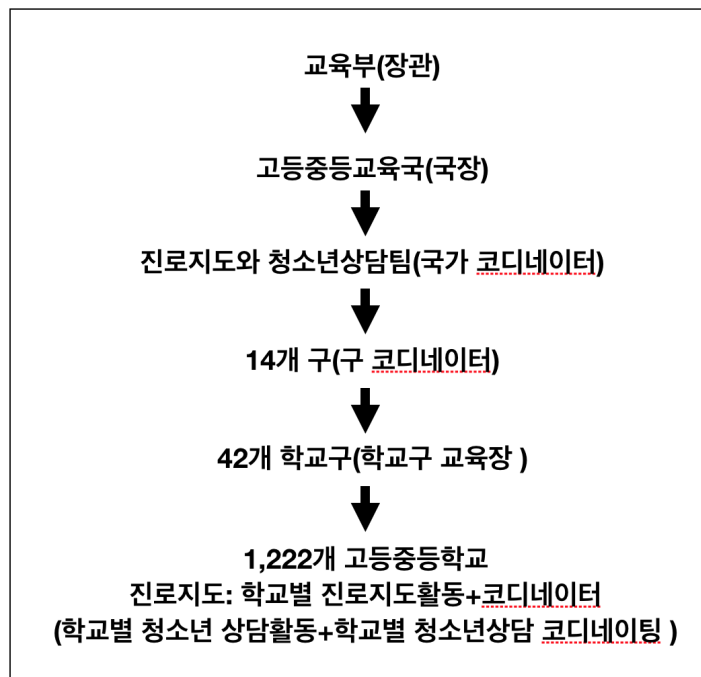 교육부(장관)
고등중등교육국(국장)
진로지도와 청소년상담팀(국가 코디네이터)
14개 구(구 코디네이터)
42개 학교구(학교구 교육장 )
1,222개 고등중등학교
진로지도: 학교별 진로지도활동+코디네이터
(학교별 청소년 상담활동+학교별 청소년상담 코디네이팅 )